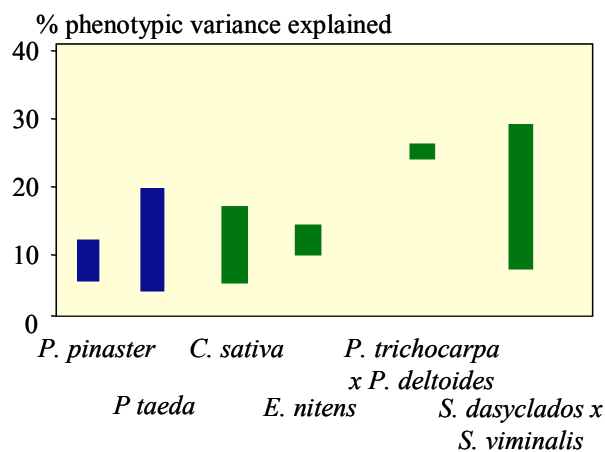 % phenotypic variance explained
40
30
20
10
0
P. pinaster
C. sativa
P. trichocarpa
x P. deltoides
P taeda
E. nitens
S. dasyclados x
S. viminalis